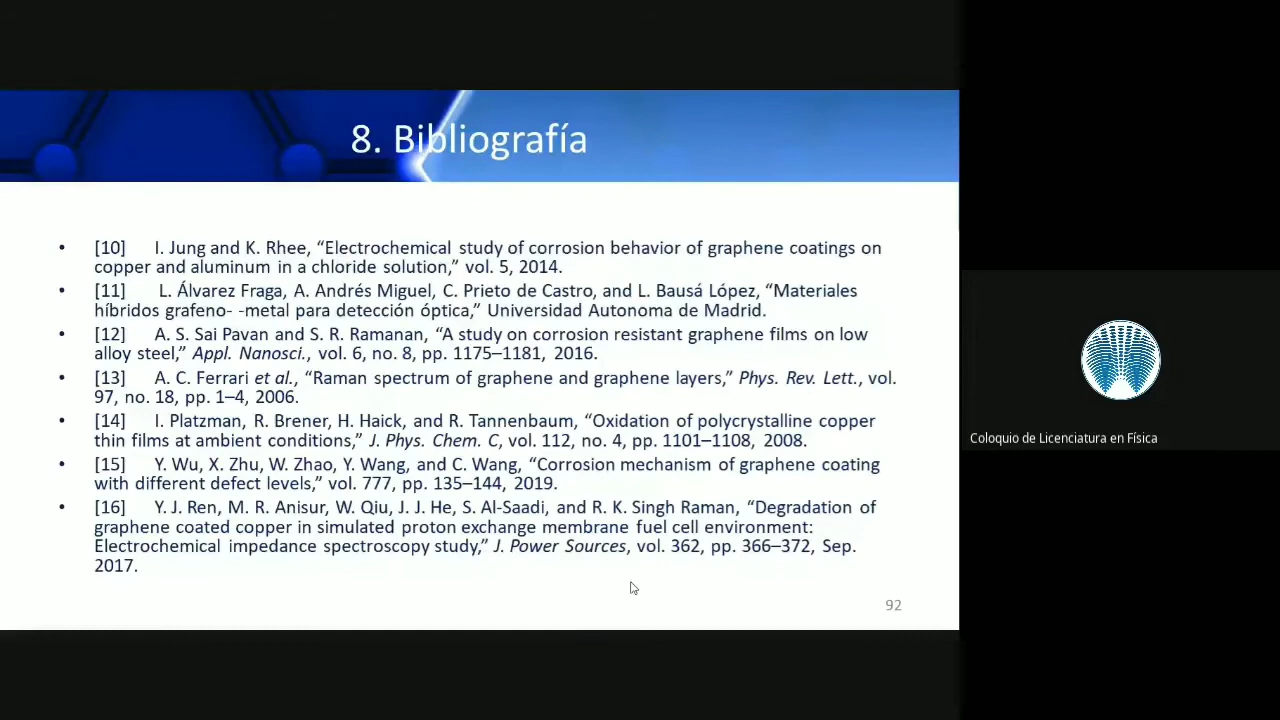 8. Bibliografía
• [10] I. Jung and K. Rhee, “Electrochemical study of corrosion behavior of graphene coatings on
copper and aluminum in a chloride solution,” vol. 5, 2014.
• [11] L. Álvarez Fraga, A. Andrés Miguel, C. Prieto de Castro, and L. Bausá López, “Materiales
híbridos grafeno- -metal para detección óptica,” Universidad Autonoma de Madrid.
• [12] A. S. Sai Pavan and S. R. Ramanan, “A study on corrosion resistant graphene films on low
alloy steel,” Appl. Nanosci., vol. 6, no. 8, pp. 1175–1181, 2016.
• [13] A. C. Ferrari et al., “Raman spectrum of graphene and graphene layers,” Phys. Rev. Lett., vol.
97, no. 18, pp. 1–4, 2006.
• [14] I. Platzman, R. Brener, H. Haick, and R. Tannenbaum, “Oxidation of polycrystalline copper
thin films at ambient conditions,” J. Phys. Chem. C, vol. 112, no. 4, pp. 1101–1108, 2008.
• [15] Y. Wu, X. Zhu, W. Zhao, Y. Wang, and C. Wang, “Corrosion mechanism of graphene coating
with different defect levels,” vol. 777, pp. 135–144, 2019.
• [16] Y. J. Ren, M. R. Anisur, W. Qiu, J. J. He, S. Al-Saadi, and R. K. Singh Raman, “Degradation of
graphene coated copper in simulated proton exchange membrane fuel cell environment:
Electrochemical impedance spectroscopy study,” J. Power Sources, vol. 362, pp. 366–372, Sep.
2017.
92
Coloquio de Licenciatura en Física